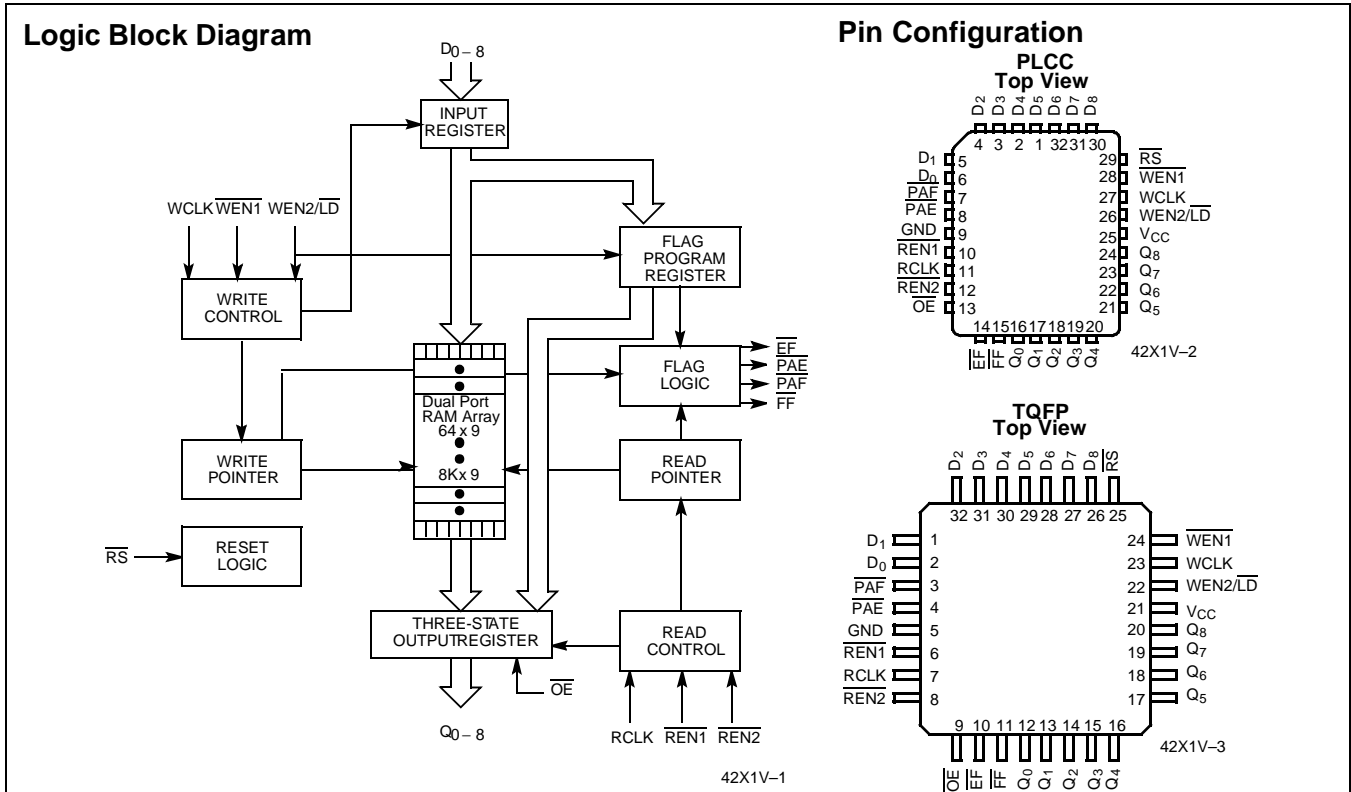 Logic Block Diagram
D0 – 8
INPUT
REGISTER
WCLK WEN1 WEN2/LD
FLAG
PROGRAM
REGISTER
WRITE
CONTROL
FLAG
LOGIC
EF
PAE
PAF
FF
Dual Port
RAM Array
64 x 9
8K x 9
WRITE
POINTER
READ
POINTER
RS
RESET
LOGIC
THREE-STATE
OUTPUT REGISTER
READ
CONTROL
OE
Q0 – 8
RCLK REN1 REN2
42X1V–1
Pin Configuration
PLCC
Top View
D2 D3 D4 D5 D6 D7 D8
4 3 2 1 32 31 30
D1 5 29 RS
D0 6 28 WEN1
PAF 7 27 WCLK
PAE 8 26 WEN2/LD
GND 9 25 VCC
REN1 10 24 Q8
RCLK 11 23 Q7
REN2 12 22 Q6
OE 13 21 Q5
14 15 16 17 18 19 20
EF FF Q0 Q1 Q2 Q3 Q4
42X1V–2
TQFP
Top View
D2 D3 D4 D5 D6 D7 D8 RS
32 31 30 29 28 27 26 25
D1 1 24 WEN1
D0 2 23 WCLK
PAF 3 22 WEN2/LD
PAE 4 21 VCC
GND 5 20 Q8
REN1 6 19 Q7
RCLK 7 18 Q6
REN2 8 17 Q5
9 10 11 12 13 14 15 16
OE EF FF Q0 Q1 Q2 Q3 Q4
42X1V–3